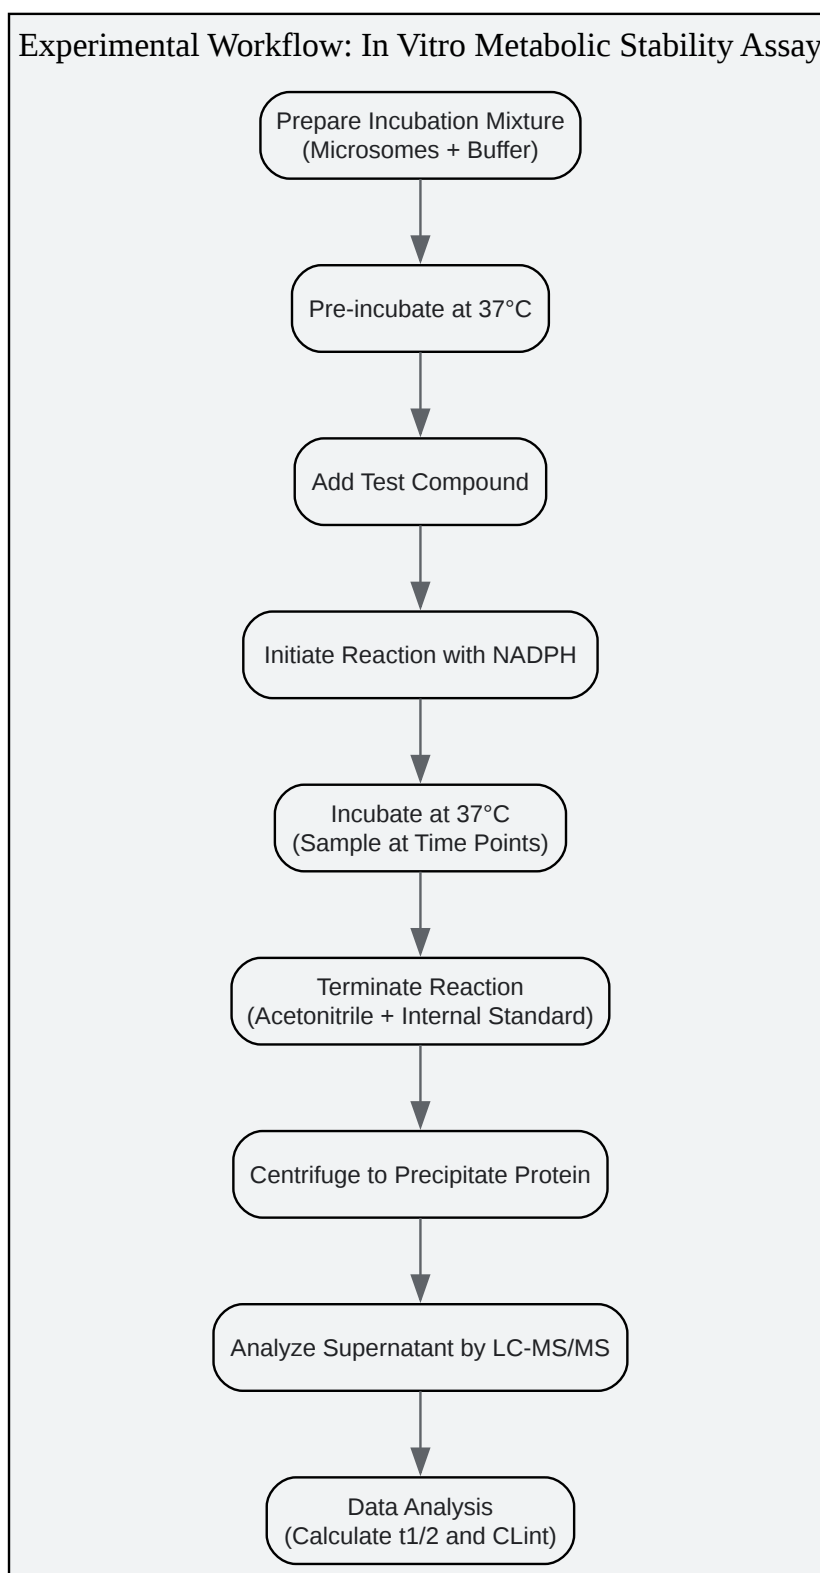 Experimental Workflow: In Vitro Metabolic Stability Assay
Prepare Incubation Mixture
(Microsomes + Buffer)
Pre-incubate at 37°C
Add Test Compound
Initiate Reaction with NADPH
Incubate at 37°C
(Sample at Time Points)
Terminate Reaction
(Acetonitrile + Internal Standard)
Centrifuge to Precipitate Protein
Analyze Supernatant by LC-MS/MS
Data Analysis
(Calculate t1/2 and CLint)